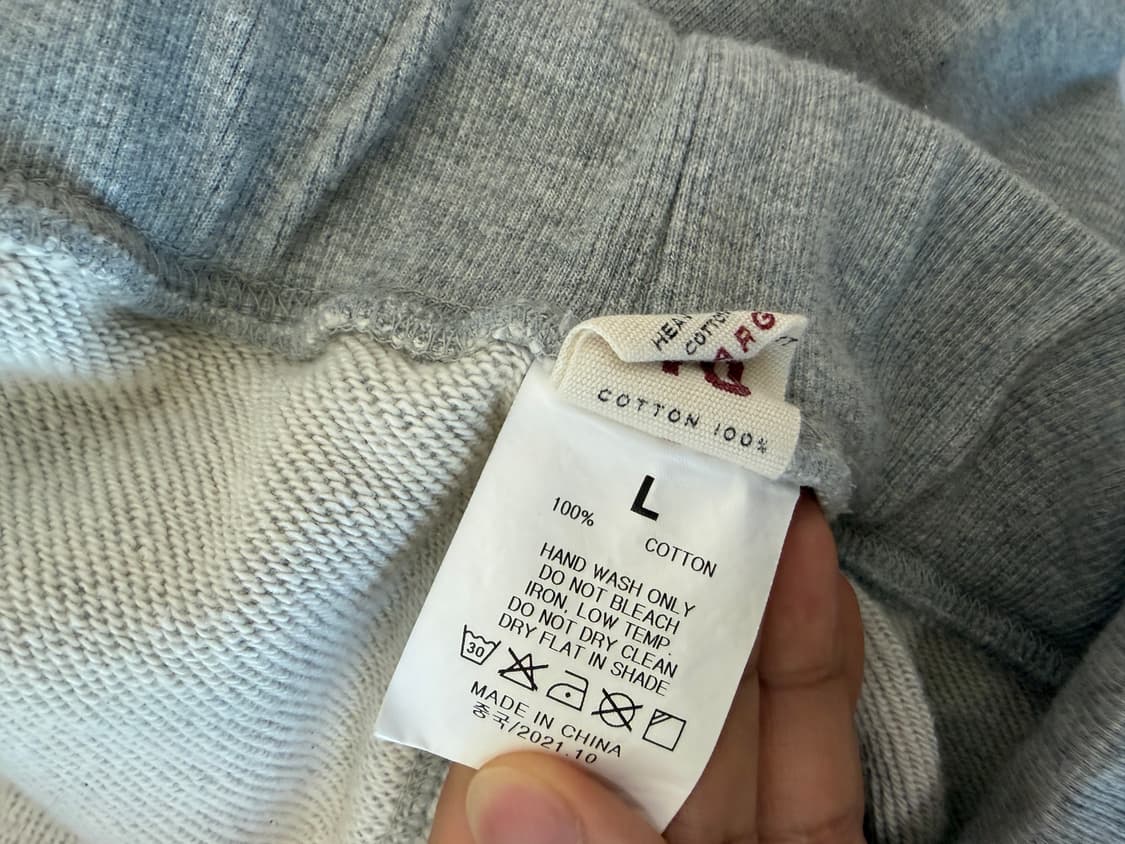 COTTON
COTTON 100%
L
100%
COTTON
HAND WASH ONLY
DO NOT BLEACH
IRON, LOW TEMP.
DO NOT DRY CLEAN
DRY FLAT IN SHADE
30
MADE IN CHINA
중국/2021.10